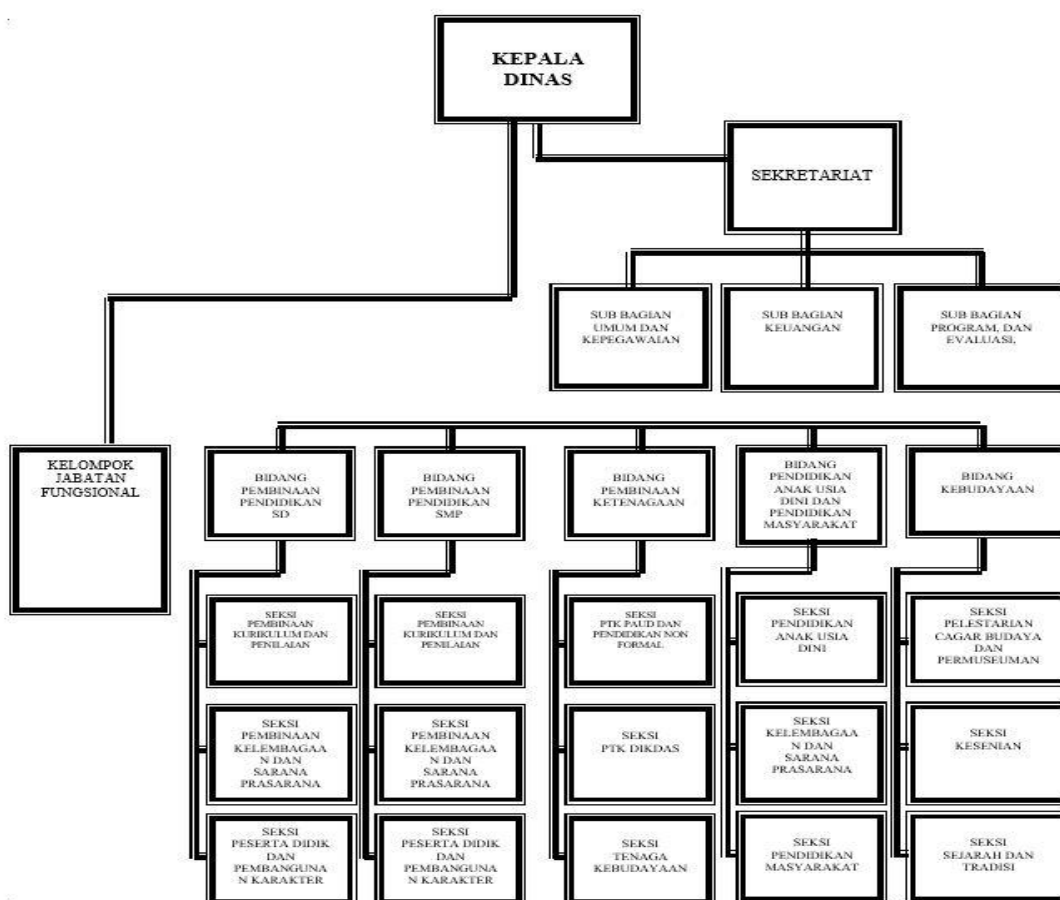 KEPALA
DINAS
SEKRETARIAT
SUB BAGIAN
UMUM DAN
KEPEGAWAIAN
SUB BAGIAN
KEUANGAN
SUB BAGIAN
PROGRAM, DAN
EVALUASI,
KELOMPOK
JABATAN
FUNGSIONAL
BIDANG
PEMBINAAN
PENDIDIKAN
SD
BIDANG
PEMBINAAN
PENDIDIKAN
SMP
BIDANG
PEMBINAAN
KETENAGAAN
BIDANG
PENDIDIKAN
ANAK USIA
DINI DAN
PENDIDIKAN
MASYARAKAT
BIDANG
KEBUDAYAAN
SEKSI
PEMBINAAN
KURIKULUM DAN
PENILAIAN
SEKSI
PEMBINAAN
KURIKULUM DAN
PENILAIAN
SEKSI
PTK PAUD DAN
PENDIDIKAN NON
FORMAL
SEKSI
PENDIDIKAN
ANAK USIA
DINI
SEKSI
PELESTARIAN
CAGAR BUDAYA
DAN
PERMUSEUMAN
SEKSI
PEMBINAAN
KELEMBAGAA
N DAN
SARANA
PRASARANA
SEKSI
PEMBINAAN
KELEMBAGAA
N DAN
SARANA
PRASARANA
SEKSI
PTK DIKDAS
SEKSI
KELEMBAGAA
N DAN
SARANA
PRASARANA
SEKSI
KESENIAN
SEKSI
PESERTA DIDIK
DAN
PEMBANGUNA
N KARAKTER
SEKSI
PESERTA DIDIK
DAN
PEMBANGUNA
N KARAKTER
SEKSI
TENAGA
KEBUDAYAAN
SEKSI
PENDIDIKAN
MASYARAKAT
SEKSI
SEJARAH DAN
TRADISI